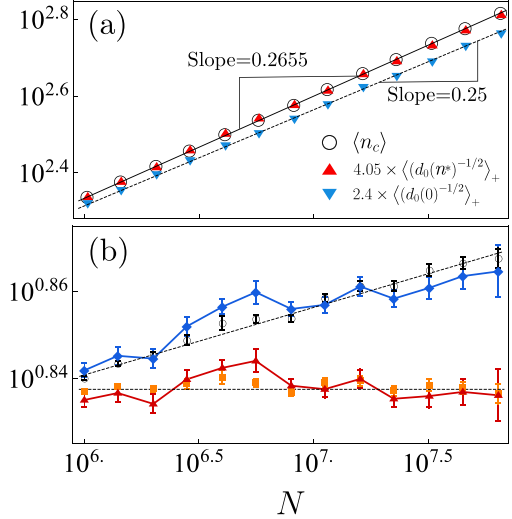 (a)
10^2.8
10^2.6
10^2.4
Slope=0.2655
Slope=0.25
⟨n_c⟩
4.05 × ⟨(d_0(n*)^−1/2⟩_+
2.4 × ⟨(d_0(0)^−1/2⟩_+
(b)
10^0.86
10^0.84
10^6. 10^6.5 10^7. 10^7.5
N